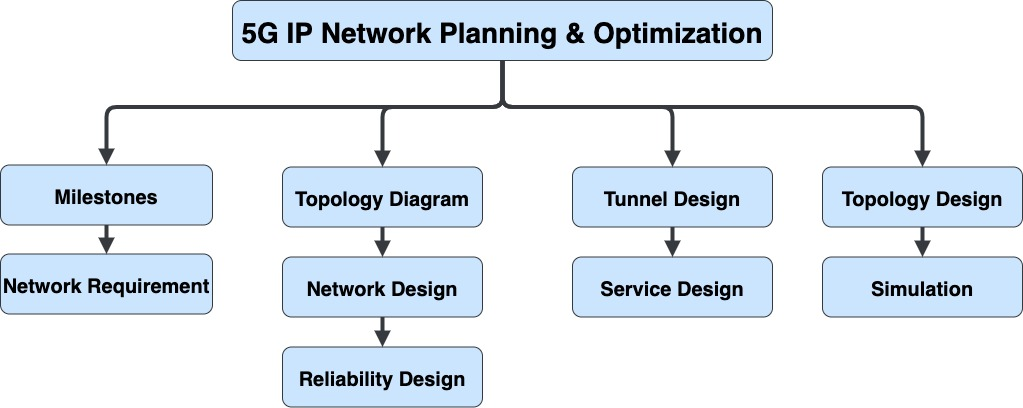 5G IP Network Planning & Optimization
Milestones
Topology Diagram
Tunnel Design
Topology Design
Network Requirement
Network Design
Service Design
Simulation
Reliability Design